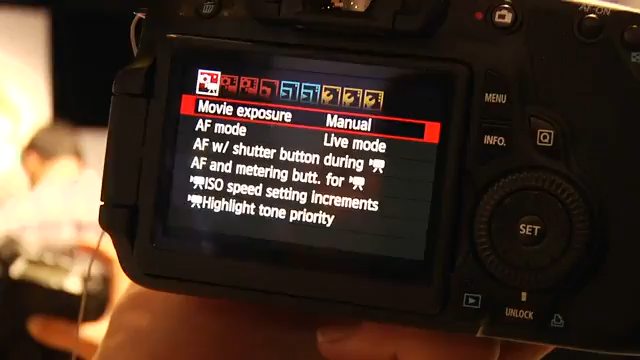 AF-ON
Movie exposure Manual
AF mode Live mode
AF w/ shutter button during
AF and metering butt. for
ISO speed setting increments
Highlight tone priority
MENU
INFO.
Q
SET
UNLOCK